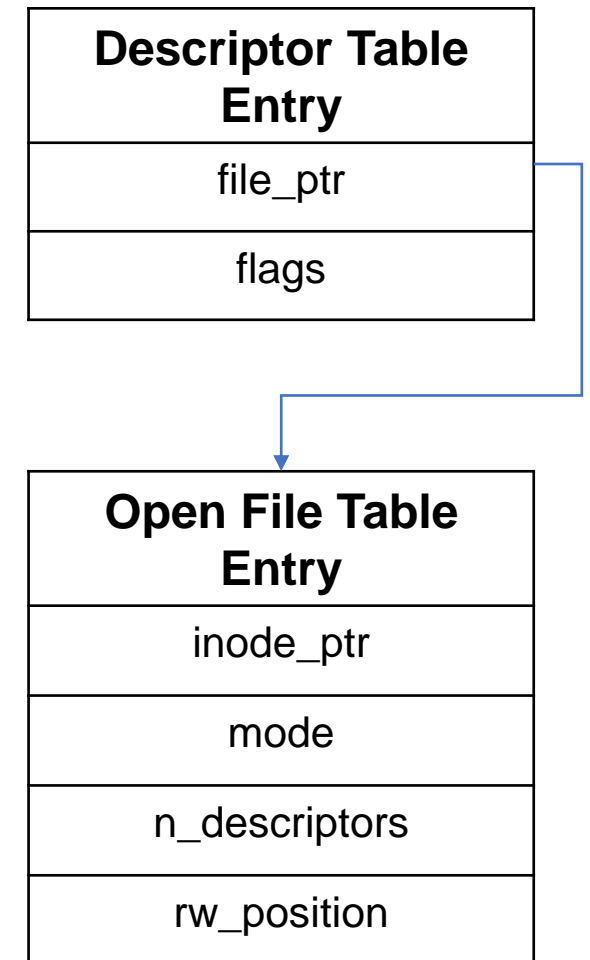 Descriptor Table
Entry
file_ptr
flags
Open File Table
Entry
inode_ptr
mode
n_descriptors
rw_position